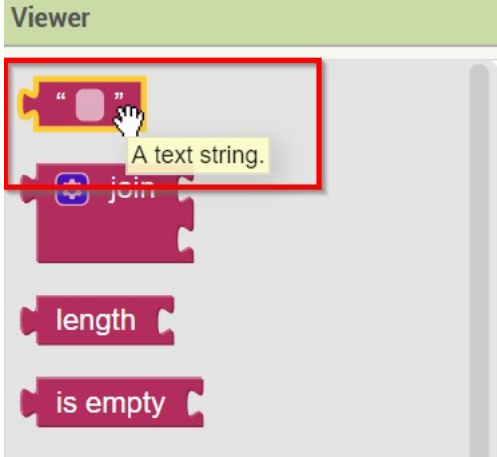 Viewer
“ ”
A text string.
join
length
is empty